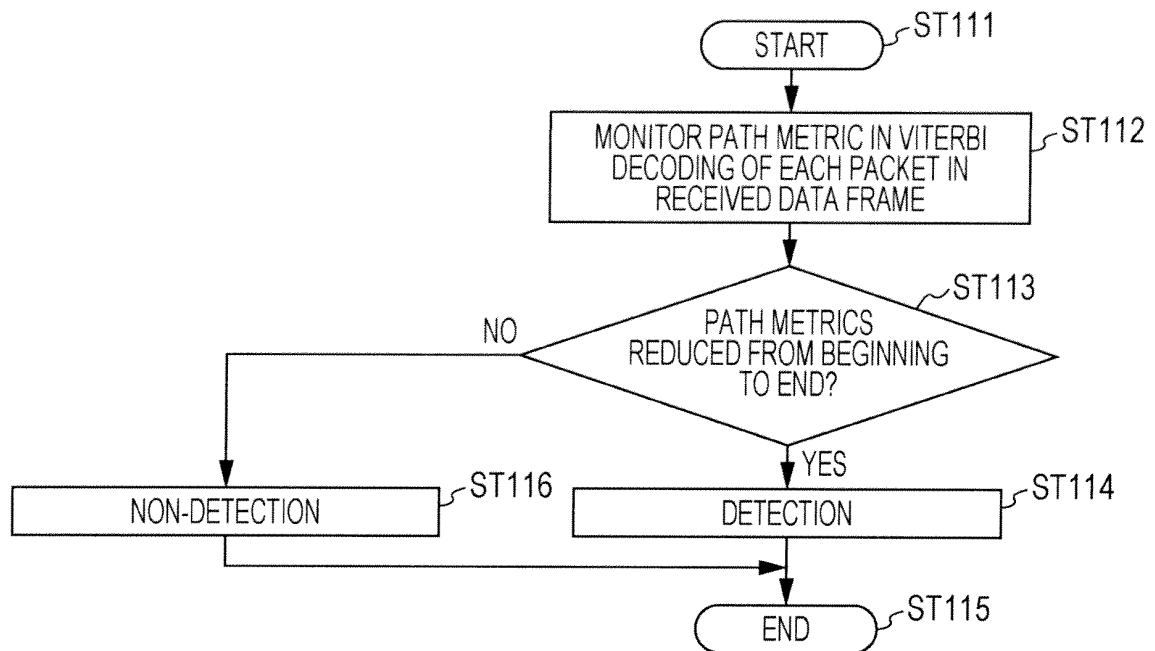 START
ST111
MONITOR PATH METRIC IN VITERBI
DECODING OF EACH PACKET IN
RECEIVED DATA FRAME
ST112
ST113
PATH METRICS
REDUCED FROM BEGINNING
TO END?
NO
YES
NON-DETECTION
ST116
DETECTION
ST114
END
ST115